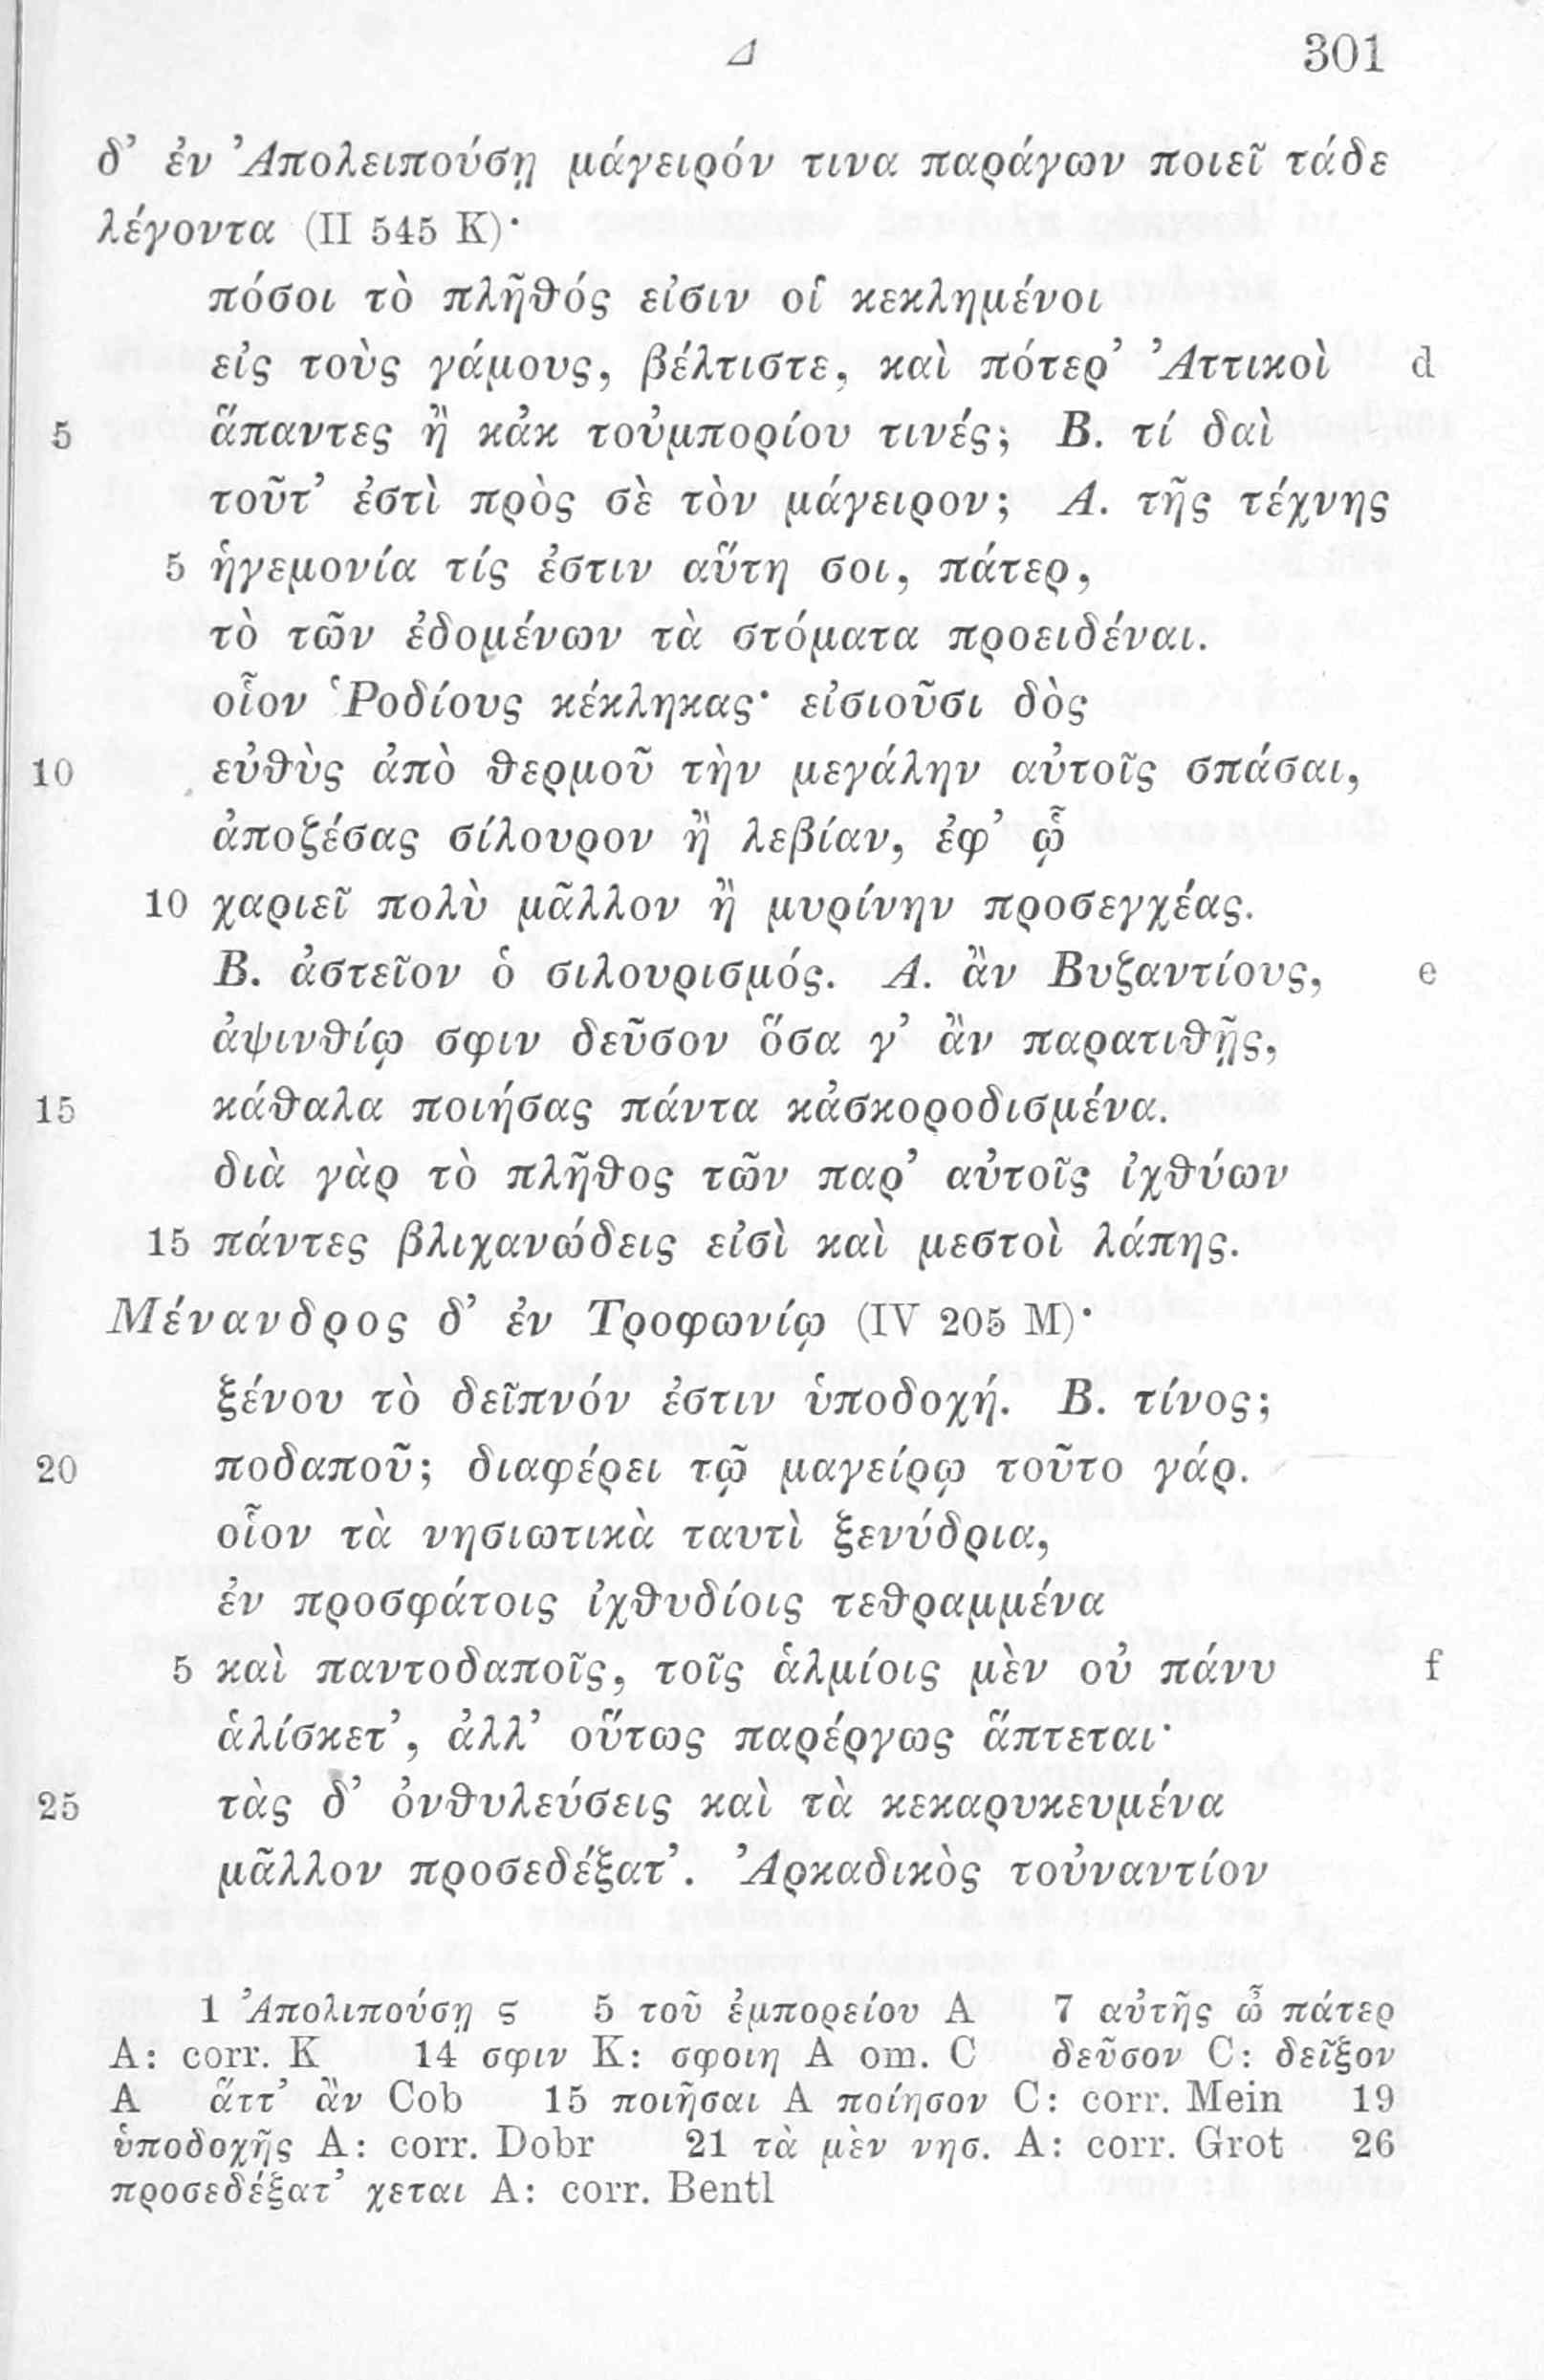 Δ 301
δ’ ἐν Ἀπολειπούσῃ μάγειρόν τινα παράγων ποιεῖ τάδε
λέγοντα (II 545 K)·
πόσοι τὸ πλῆθός εἰσιν οἱ κεκλημένοι
εἰς τοὺς γάμους, βέλτιστε, καὶ πότερ’ Ἀττικοὶ d
5 ἅπαντες ἢ κἀκ τοὐμπορίου τινές; B. τί δαὶ
τοῦτ’ ἐστὶ πρὸς σὲ τὸν μάγειρον; A. τῆς τέχνης
5 ἡγεμονία τίς ἐστιν αὕτη σοι, πάτερ,
τὸ τῶν ἐδομένων τὰ στόματα προειδέναι.
οἷον Ῥοδίους κέκληκας· εἰσιοῦσι δὸς
10 εὐθὺς ἀπὸ θερμοῦ τὴν μεγάλην αὐτοῖς σπάσαι,
ἀποζέσας σίλουρον ἢ λεβίαν, ἐφ’ ᾧ
10 χαριεῖ πολὺ μᾶλλον ἢ μυρίνην προσεγχέας.
B. ἀστεῖον ὁ σιλουρισμός. A. ἂν Βυζαντίους, e
ἀψινθίῳ σφιν δεῦσον ὅσα γ’ ἂν παρατιθῇς,
15 κάθαλα ποιήσας πάντα κἀσκοροδισμένα.
διὰ γὰρ τὸ πλῆθος τῶν παρ’ αὐτοῖς ἰχθύων
15 πάντες βλιχανώδεις εἰσὶ καὶ μεστοὶ λάπης.
Μένανδρος δ’ ἐν Τροφωνίῳ (IV 205 M)·
ξένου τὸ δεῖπνόν ἐστιν ὑποδοχή. B. τίνος;
20 ποδαποῦ; διαφέρει τῷ μαγείρῳ τοῦτο γάρ.
οἷον τὰ νησιωτικὰ ταυτὶ ξενύδρια,
ἐν προσφάτοις ἰχθυδίοις τεθραμμένα
5 καὶ παντοδαποῖς, τοῖς ἁλμίοις μὲν οὐ πάνυ f
ἁλίσκετ’, ἀλλ’ οὕτως παρέργως ἅπτεται·
25 τὰς δ’ ὀνθυλεύσεις καὶ τὰ κεκαρυκευμένα
μᾶλλον προσεδέξατ’. Ἀρκαδικὸς τοὐναντίον
1 Ἀπολιπούσῃ ς 5 τοῦ ἐμπορείου A 7 αὐτῆς ὦ πάτερ
A: corr. K 14 σφιν K: σφοιη A om. C δεῦσον C: δεῖξον
A ἅττ’ ἂν Cob 15 ποιῆσαι A ποίησον C: corr. Mein 19
ὑποδοχῆς A: corr. Dobr 21 τὰ μὲν νησ. A: corr. Grot 26
προσεδέξατ’ χεται A: corr. Bentl